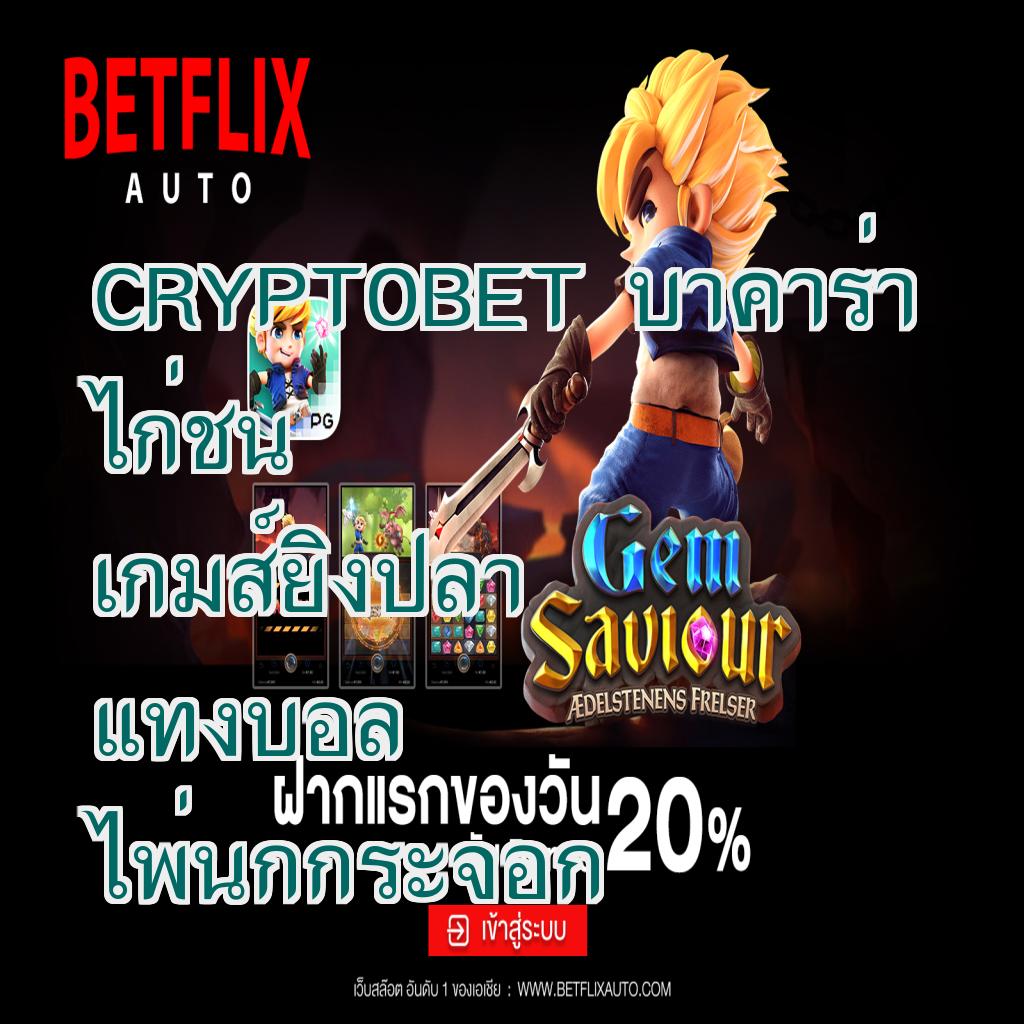 BETFLIX
AUTO
CRYPTOBET บาคาร่า
ไก่ชน
PG
เกมส์ยิงปลา
Gem
Saviour
ÆDELSTENENS FRELSER
แทงบอล
ฝากแรกของวัน 20%
ไพ่นกกระจอก
เข้าสู่ระบบ
เว็บสล๊อต อันดับ 1 ของเอเชีย : WWW.BETFLIXAUTO.COM